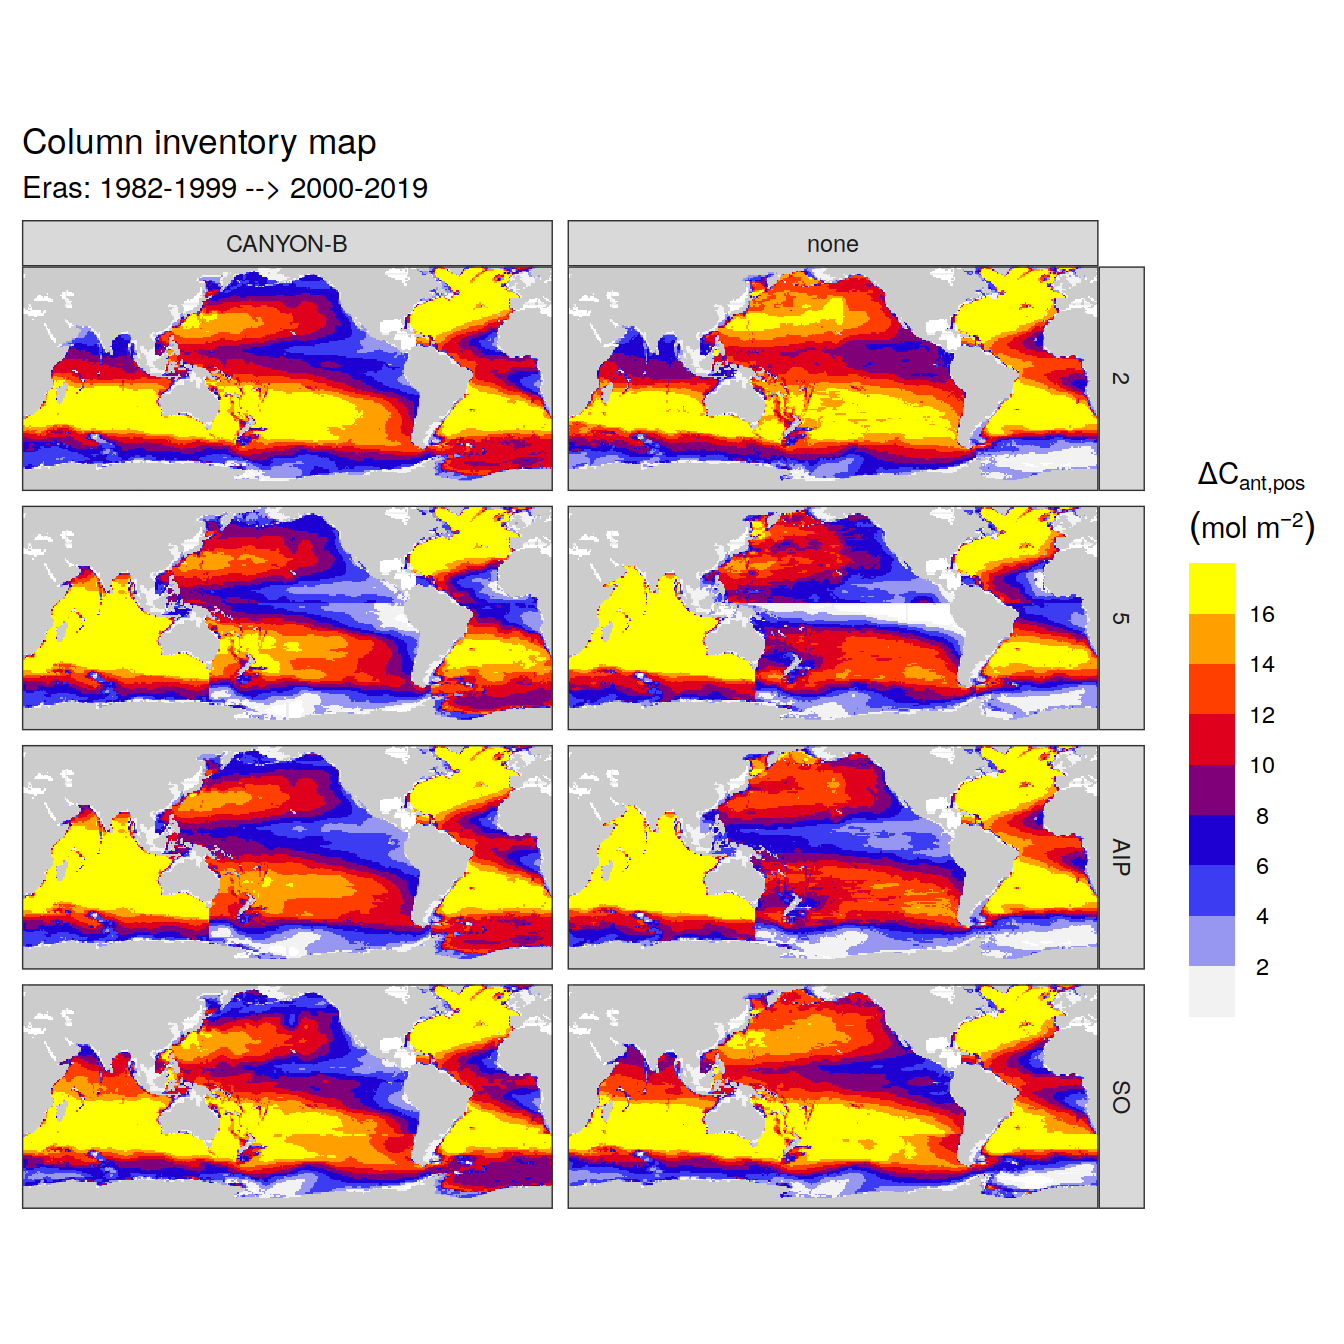 Column inventory map
Eras: 1982-1999 --> 2000-2019
CANYON-B
none
2
5
AIP
SO
ΔCant,pos
(mol m−2)
16
14
12
10
8
6
4
2